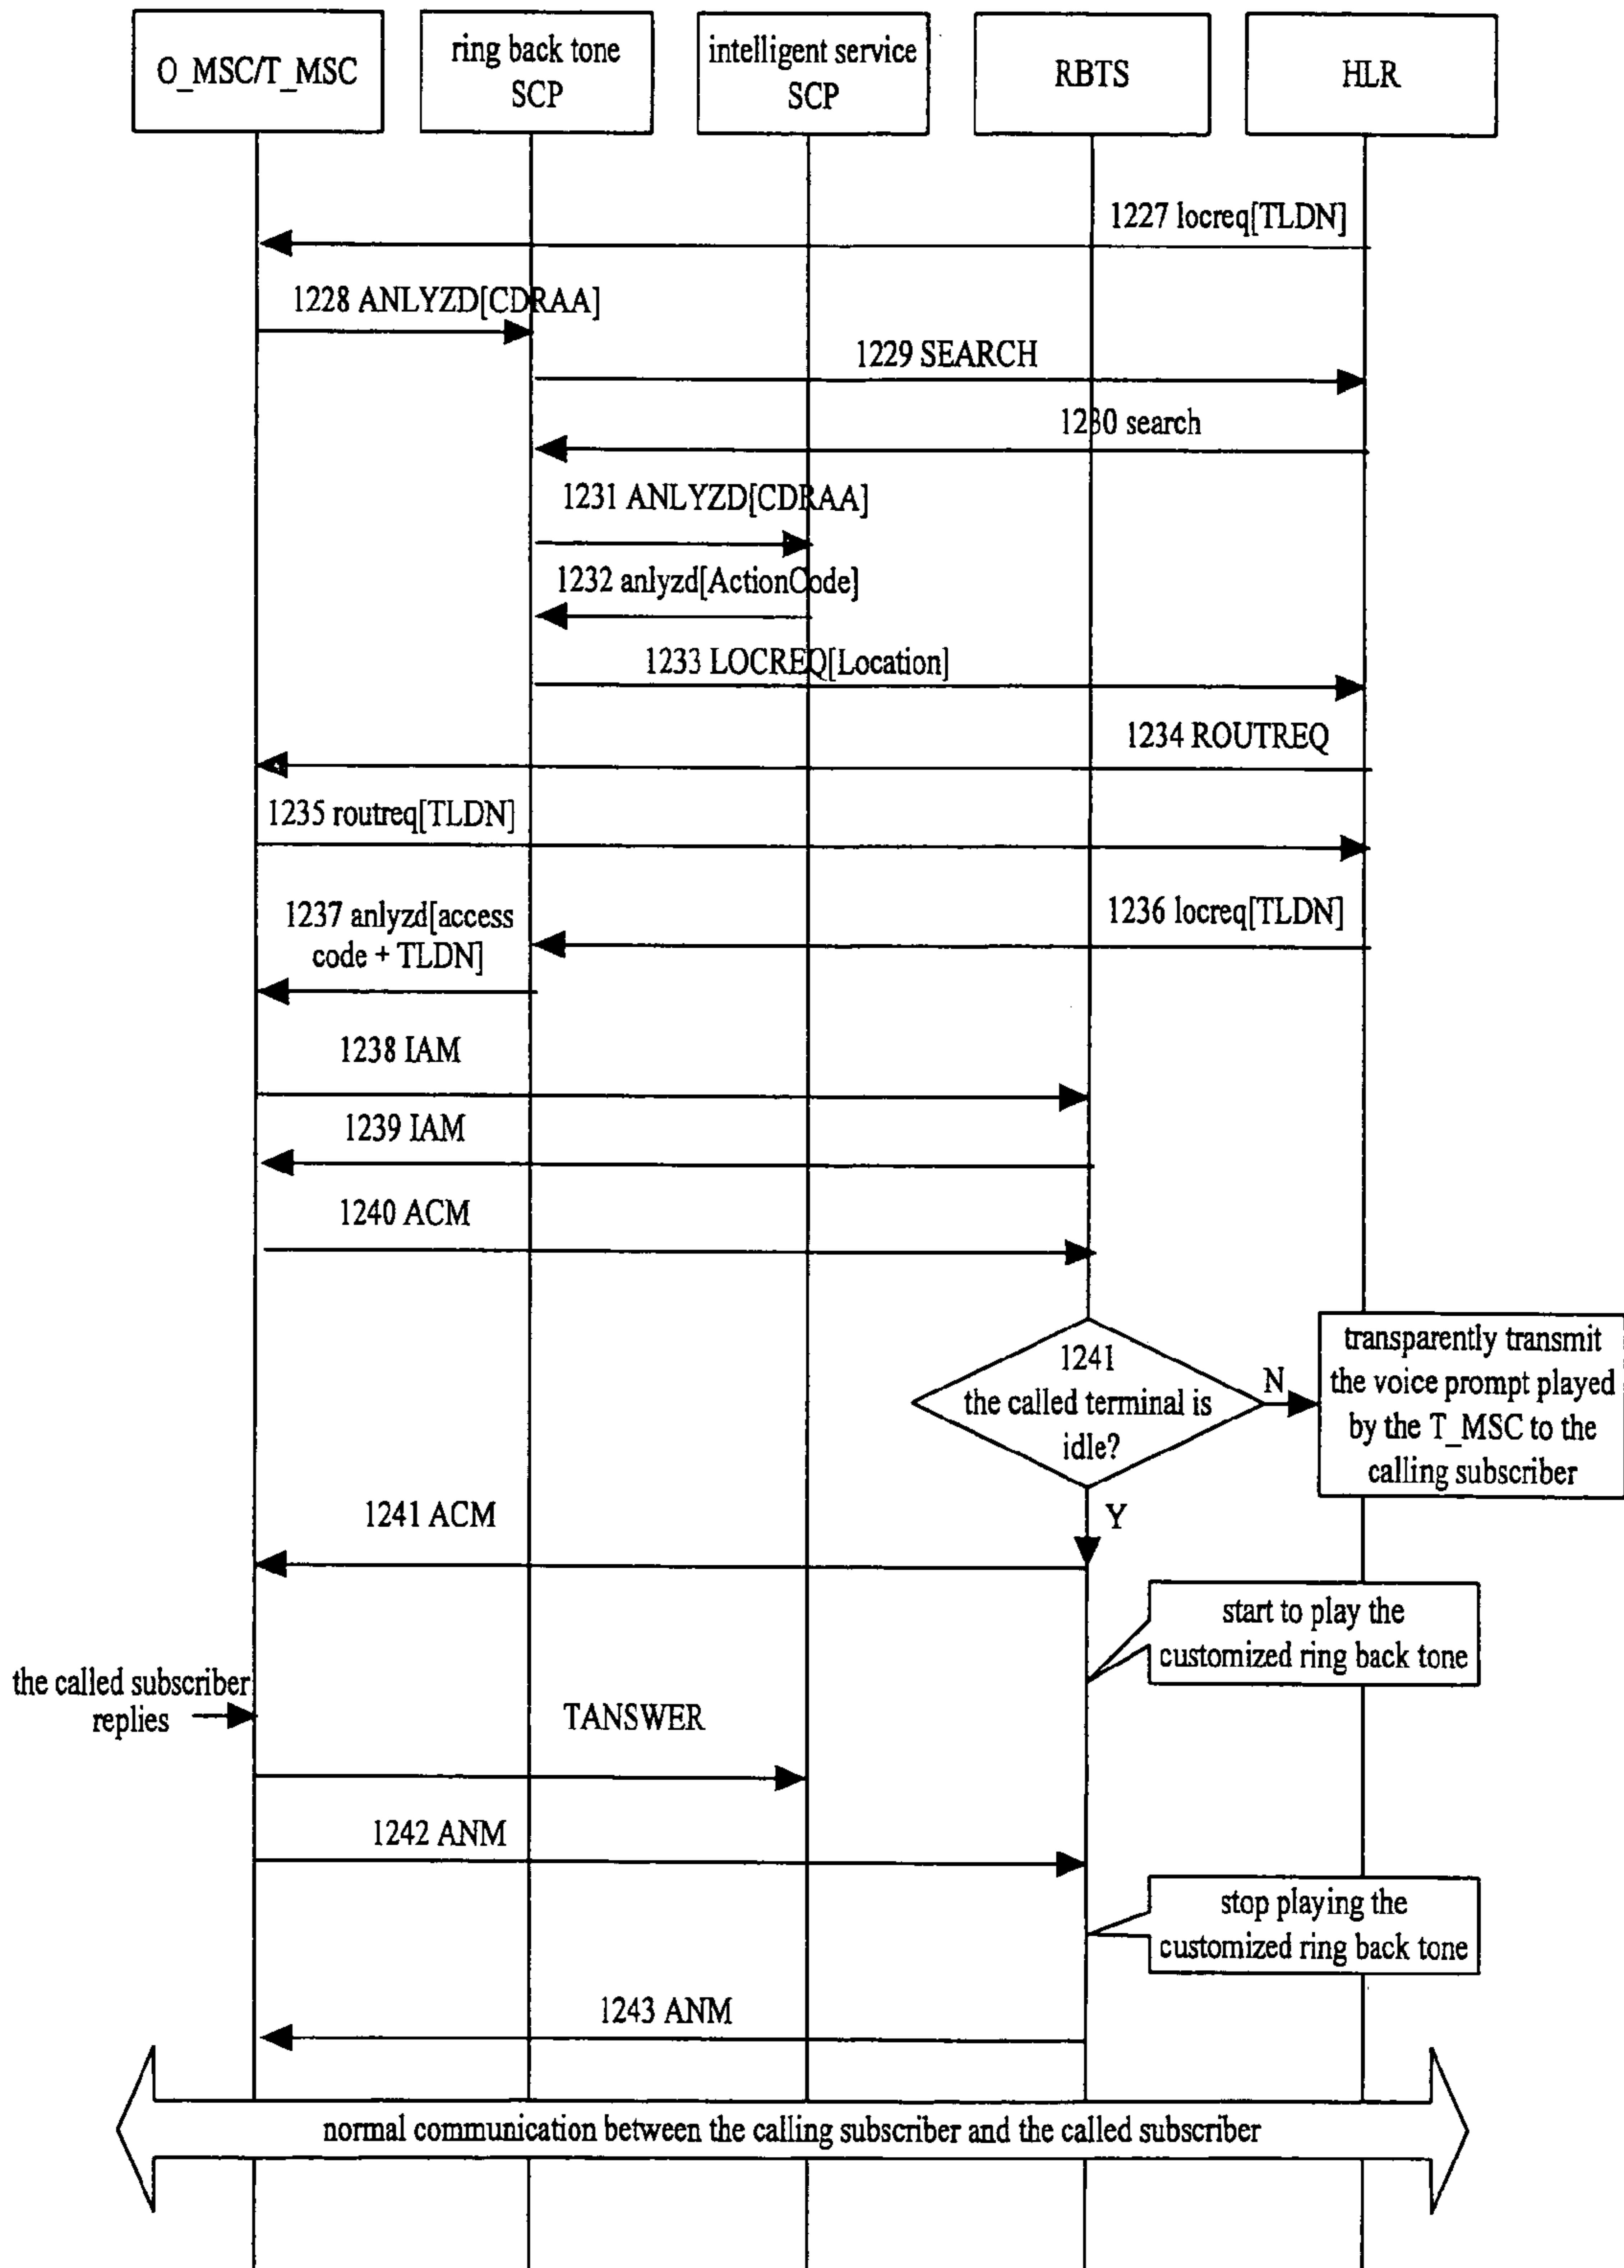 O_MSC/T_MSC
ring back tone
SCP
intelligent service
SCP
RBTS
HLR
1227 locreq[TLDN]
1228 ANLYZD[CDRAA]
1229 SEARCH
1230 search
1231 ANLYZD[CDRAA]
1232 anlyzd[ActionCode]
1233 LOCREQ[Location]
1234 ROUTREQ
1235 routreq[TLDN]
1236 locreq[TLDN]
1237 anlyzd[access
code + TLDN]
1238 IAM
1239 IAM
1240 ACM
1241
the called terminal is
idle?
N
transparently transmit
the voice prompt played
by the T_MSC to the
calling subscriber
Y
1241 ACM
start to play the
customized ring back tone
the called subscriber
replies
TANSWER
1242 ANM
stop playing the
customized ring back tone
1243 ANM
normal communication between the calling subscriber and the called subscriber